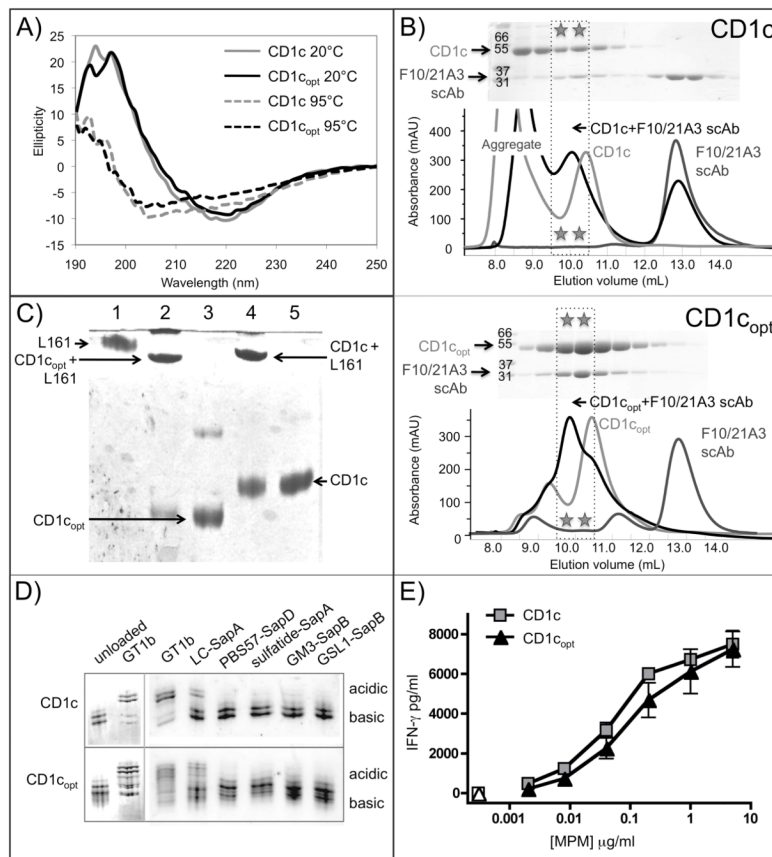 A)
CD1c 20°C
CD1copt 20°C
CD1c 95°C
CD1copt 95°C
25
20
15
10
5
0
-5
-10
-15
Ellipticity
190 200 210 220 230 240 250
Wavelength (nm)
B)
CD1c
66
CD1c 55
37
F10/21A3 31
scAb
CD1c+F10/21A3 scAb
Aggregate
CD1c
F10/21A3
scAb
400
300
200
100
0
Absorbance (mAU)
8.0 9.0 10.0 11.0 12.0 13.0 14.0
Elution volume (mL)
CD1copt
66
CD1copt 55
37
F10/21A3 31
scAb
CD1copt+F10/21A3 scAb
CD1copt
F10/21A3
scAb
400
300
200
100
0
Absorbance (mAU)
8.0 9.0 10.0 11.0 12.0 13.0 14.0
Elution volume (mL)
C)
1 2 3 4 5
L161
CD1copt +
L161
CD1c +
L161
CD1c
CD1copt
D)
unloaded
GT1b
GT1b
LC-SapA
PBS57-SapD
sulfatide-SapA
GM3-SapB
GSL1-SapB
CD1c
acidic
basic
CD1copt
acidic
basic
E)
CD1c
CD1copt
8000
6000
4000
2000
0
IFN-γ pg/ml
0.001 0.01 0.1 1 10
[MPM] μg/ml